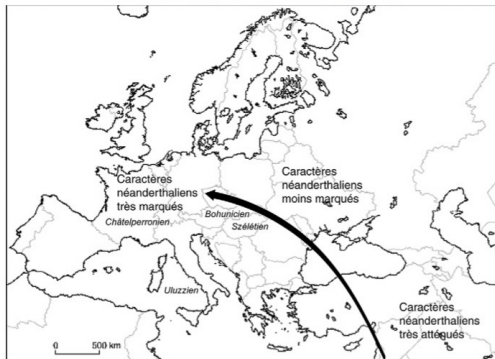 Caractères
néanderthaliens
très marqués
Châtelperronien
Caractères
néanderthaliens
moins marqués
Bohunicien
Szélétien
Uluzzien
Caractères
néanderthaliens
très atténués
0 500 km